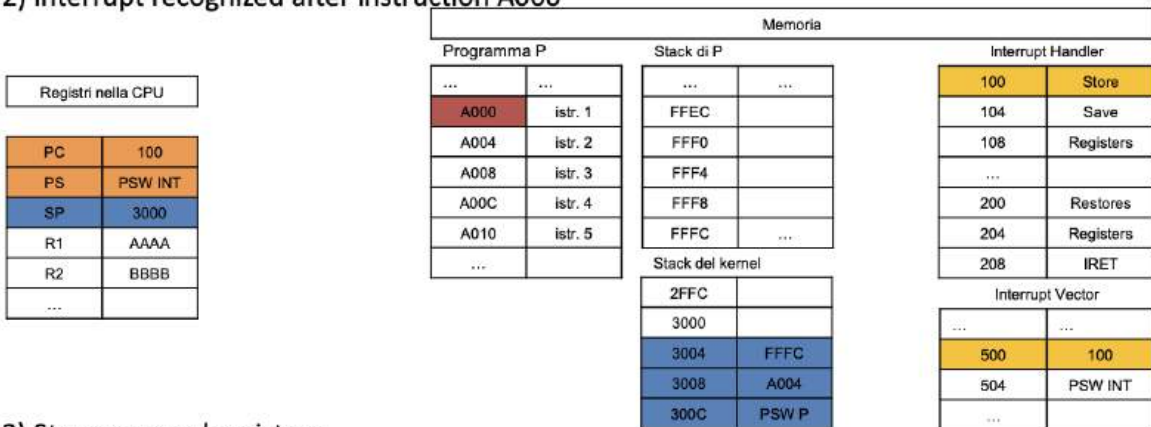 2) Interrupt recognized after instruction A000
Memoria
Registri nella CPU
PC 100
PS PSW INT
SP 3000
R1 AAAA
R2 BBBB
...
Programma P
... ...
A000 istr. 1
A004 istr. 2
A008 istr. 3
A00C istr. 4
A010 istr. 5
...
Stack di P
... ...
FFEC
FFF0
FFF4
FFF8
FFFC ...
Stack del kernel
2FFC
3000
3004 FFFC
3008 A004
300C PSW P
Interrupt Handler
100 Store
104 Save
108 Registers
...
200 Restores
204 Registers
208 IRET
Interrupt Vector
... ...
500 100
504 PSW INT
...